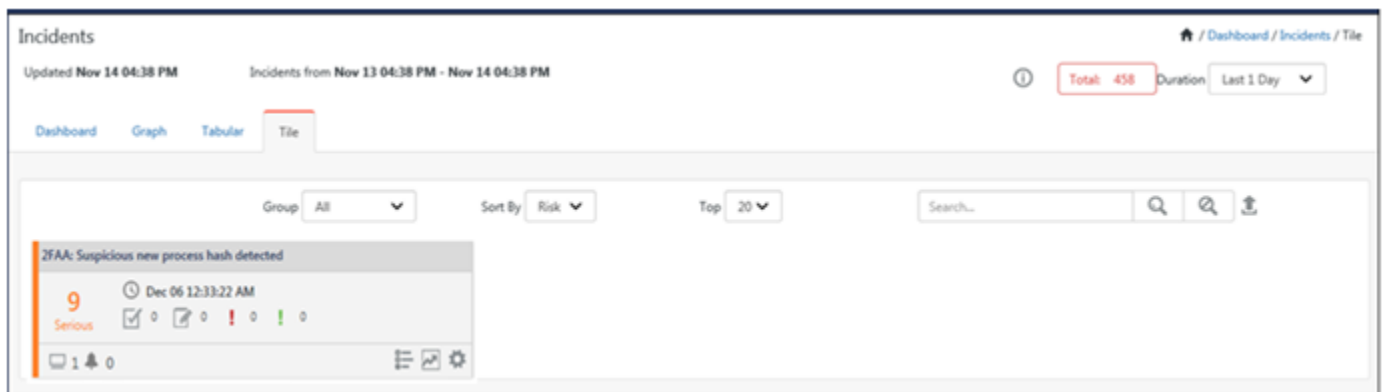 Incidents
/ Dashboard / Incidents / Tile
Updated Nov 14 04:38 PM Incidents from Nov 13 04:38 PM - Nov 14 04:38 PM
Total: 458 Duration Last 1 Day
Dashboard Graph Tabular Tile
Group All Sort By Risk Top 20 Search...
2FAA: Suspicious new process hash detected
9 Dec 06 12:33:22 AM
Serious 0 0 ! 0 ! 0
1 0